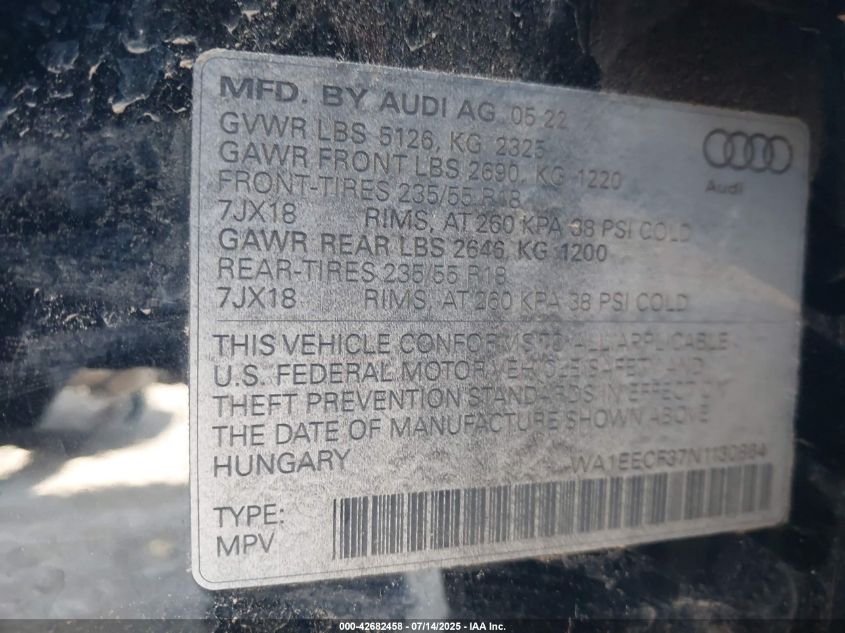 MFD. BY AUDI AG 05.22
GVWR LBS 5126, KG 2325
GAWR FRONT LBS 2690, KG 1220
FRONT-TIRES 235/55 R18
7JX18 RIMS, AT 260 KPA 38 PSI COLD
GAWR REAR LBS 2646, KG 1200
REAR-TIRES 235/55 R18
7JX18 RIMS, AT 260 KPA 38 PSI COLD
Audi
THIS VEHICLE CONFORMS TO ALL APPLICABLE
U.S. FEDERAL MOTOR VEHICLE SAFETY AND
THEFT PREVENTION STANDARDS IN EFFECT ON
THE DATE OF MANUFACTURE SHOWN ABOVE
HUNGARY WA1EECF37N1130884
TYPE:
MPV
000-42682458 - 07/14/2025 - IAA Inc.